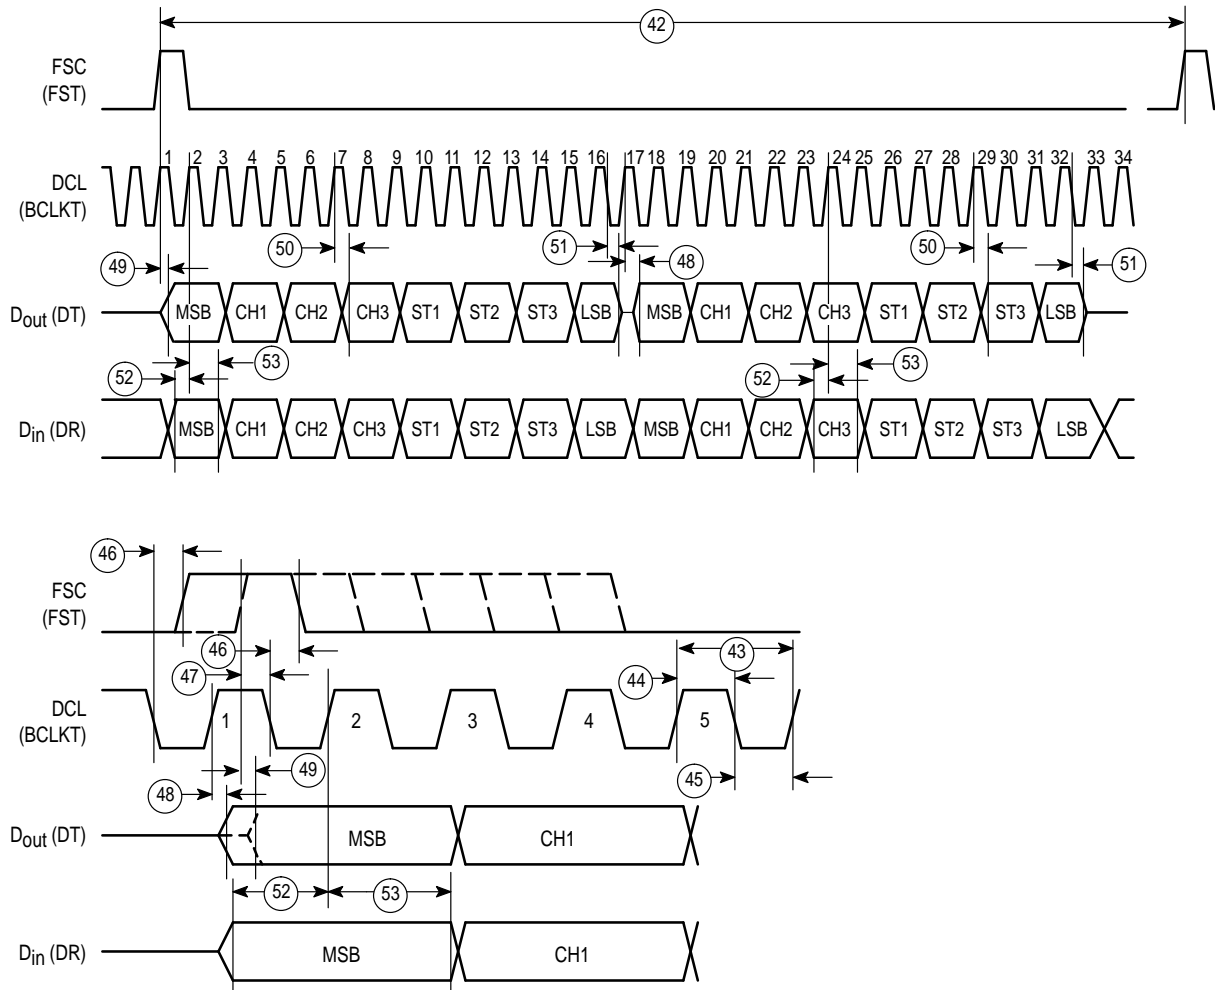 42
FSC
(FST)
1 2 3 4 5 6 7 8 9 10 11 12 13 14 15 16 17 18 19 20 21 22 23 24 25 26 27 28 29 30 31 32 33 34
DCL
(BCLKT)
49 50 51 48 50 51
Dout (DT)
MSB CH1 CH2 CH3 ST1 ST2 ST3 LSB MSB CH1 CH2 CH3 ST1 ST2 ST3 LSB
52 53 52 53
Din (DR)
MSB CH1 CH2 CH3 ST1 ST2 ST3 LSB MSB CH1 CH2 CH3 ST1 ST2 ST3 LSB
46
FSC
(FST)
46 43
47 44
DCL
(BCLKT)
1 2 3 4 5
49 45
48
Dout (DT)
MSB CH1
52 53
Din (DR)
MSB CH1